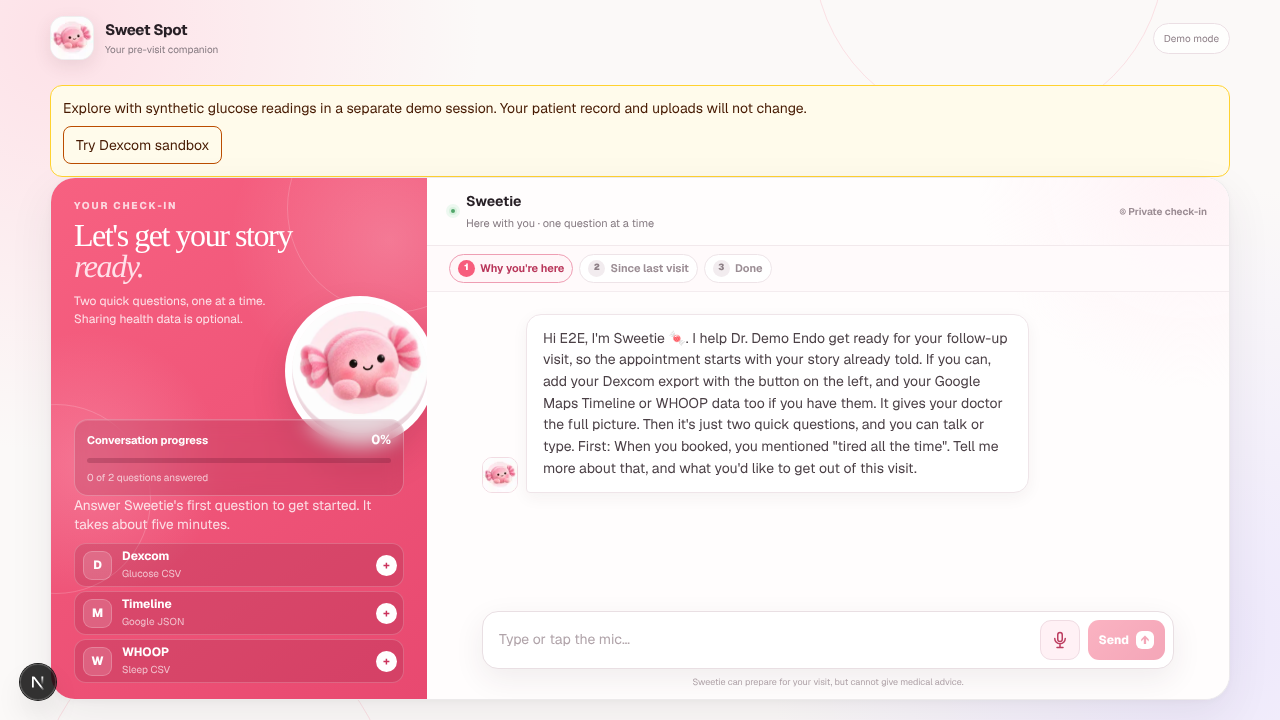 Sweet Spot
Your pre-visit companion
Demo mode
Explore with synthetic glucose readings in a separate demo session. Your patient record and uploads will not change.
Try Dexcom sandbox
YOUR CHECK-IN
Let's get your story
ready.
Two quick questions, one at a time.
Sharing health data is optional.
Conversation progress
0%
0 of 2 questions answered
Answer Sweetie's first question to get started. It
takes about five minutes.
D
Dexcom
Glucose CSV
+
M
Timeline
Google JSON
+
W
WHOOP
Sleep CSV
+
N
Sweetie
Here with you · one question at a time
Private check-in
1 Why you're here
2 Since last visit
3 Done
Hi E2E, I'm Sweetie 🍬. I help Dr. Demo Endo get ready for your follow-up
visit, so the appointment starts with your story already told. If you can,
add your Dexcom export with the button on the left, and your Google
Maps Timeline or WHOOP data too if you have them. It gives your doctor
the full picture. Then it's just two quick questions, and you can talk or
type. First: When you booked, you mentioned "tired all the time". Tell me
more about that, and what you'd like to get out of this visit.
Type or tap the mic...
Send
Sweetie can prepare for your visit, but cannot give medical advice.